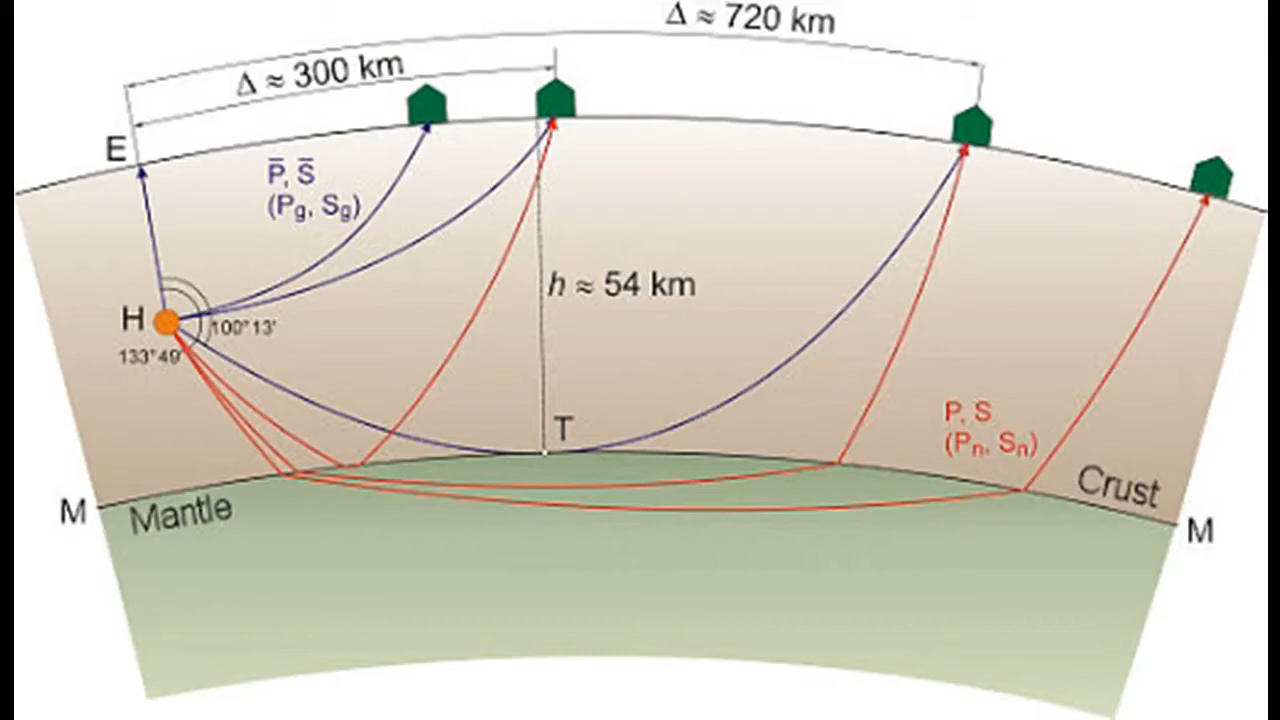 Δ ≈ 720 km
Δ ≈ 300 km
E
P̅, S̅
(Pg, Sg)
h ≈ 54 km
H
100°13'
133°49'
P, S
(Pn, Sn)
T
Crust
M
Mantle
M